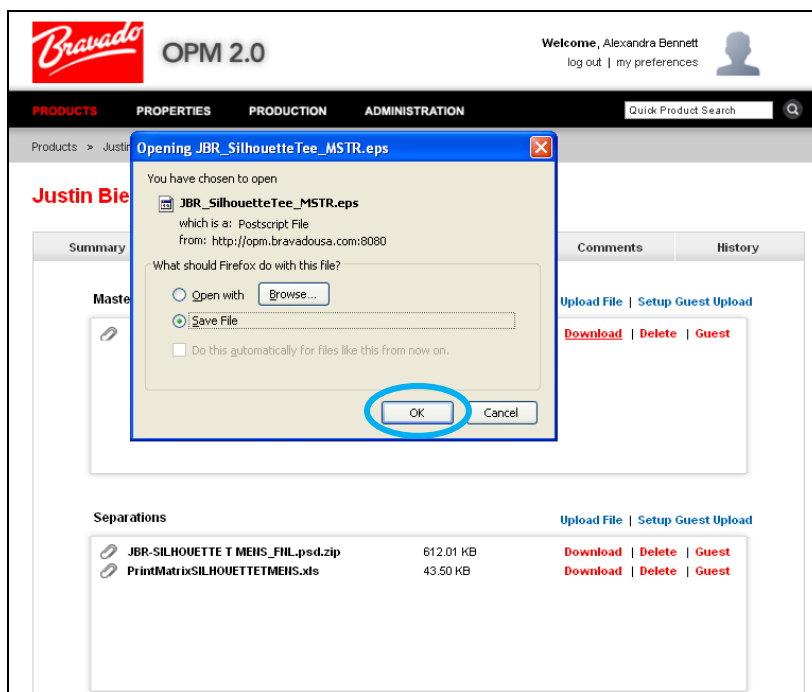 Bravado
OPM 2.0
Welcome, Alexandra Bennett
log out | my preferences
PRODUCTS PROPERTIES PRODUCTION ADMINISTRATION
Quick Product Search
Products > Justin
Opening JBR_SilhouetteTee_MSTR.eps
You have chosen to open
JBR_SilhouetteTee_MSTR.eps
which is a: Postscript File
from: http://opm.bravadousa.com:8080
What should Firefox do with this file?
Open with Browse...
Save File
Do this automatically for files like this from now on.
OK Cancel
Justin Bie
Summary Comments History
Maste Upload File | Setup Guest Upload
Download | Delete | Guest
Separations Upload File | Setup Guest Upload
JBR-SILHOUETTE T MENS_FNL.psd.zip 612.01 KB Download | Delete | Guest
PrintMatrixSILHOUETTETMENS.xls 43.50 KB Download | Delete | Guest